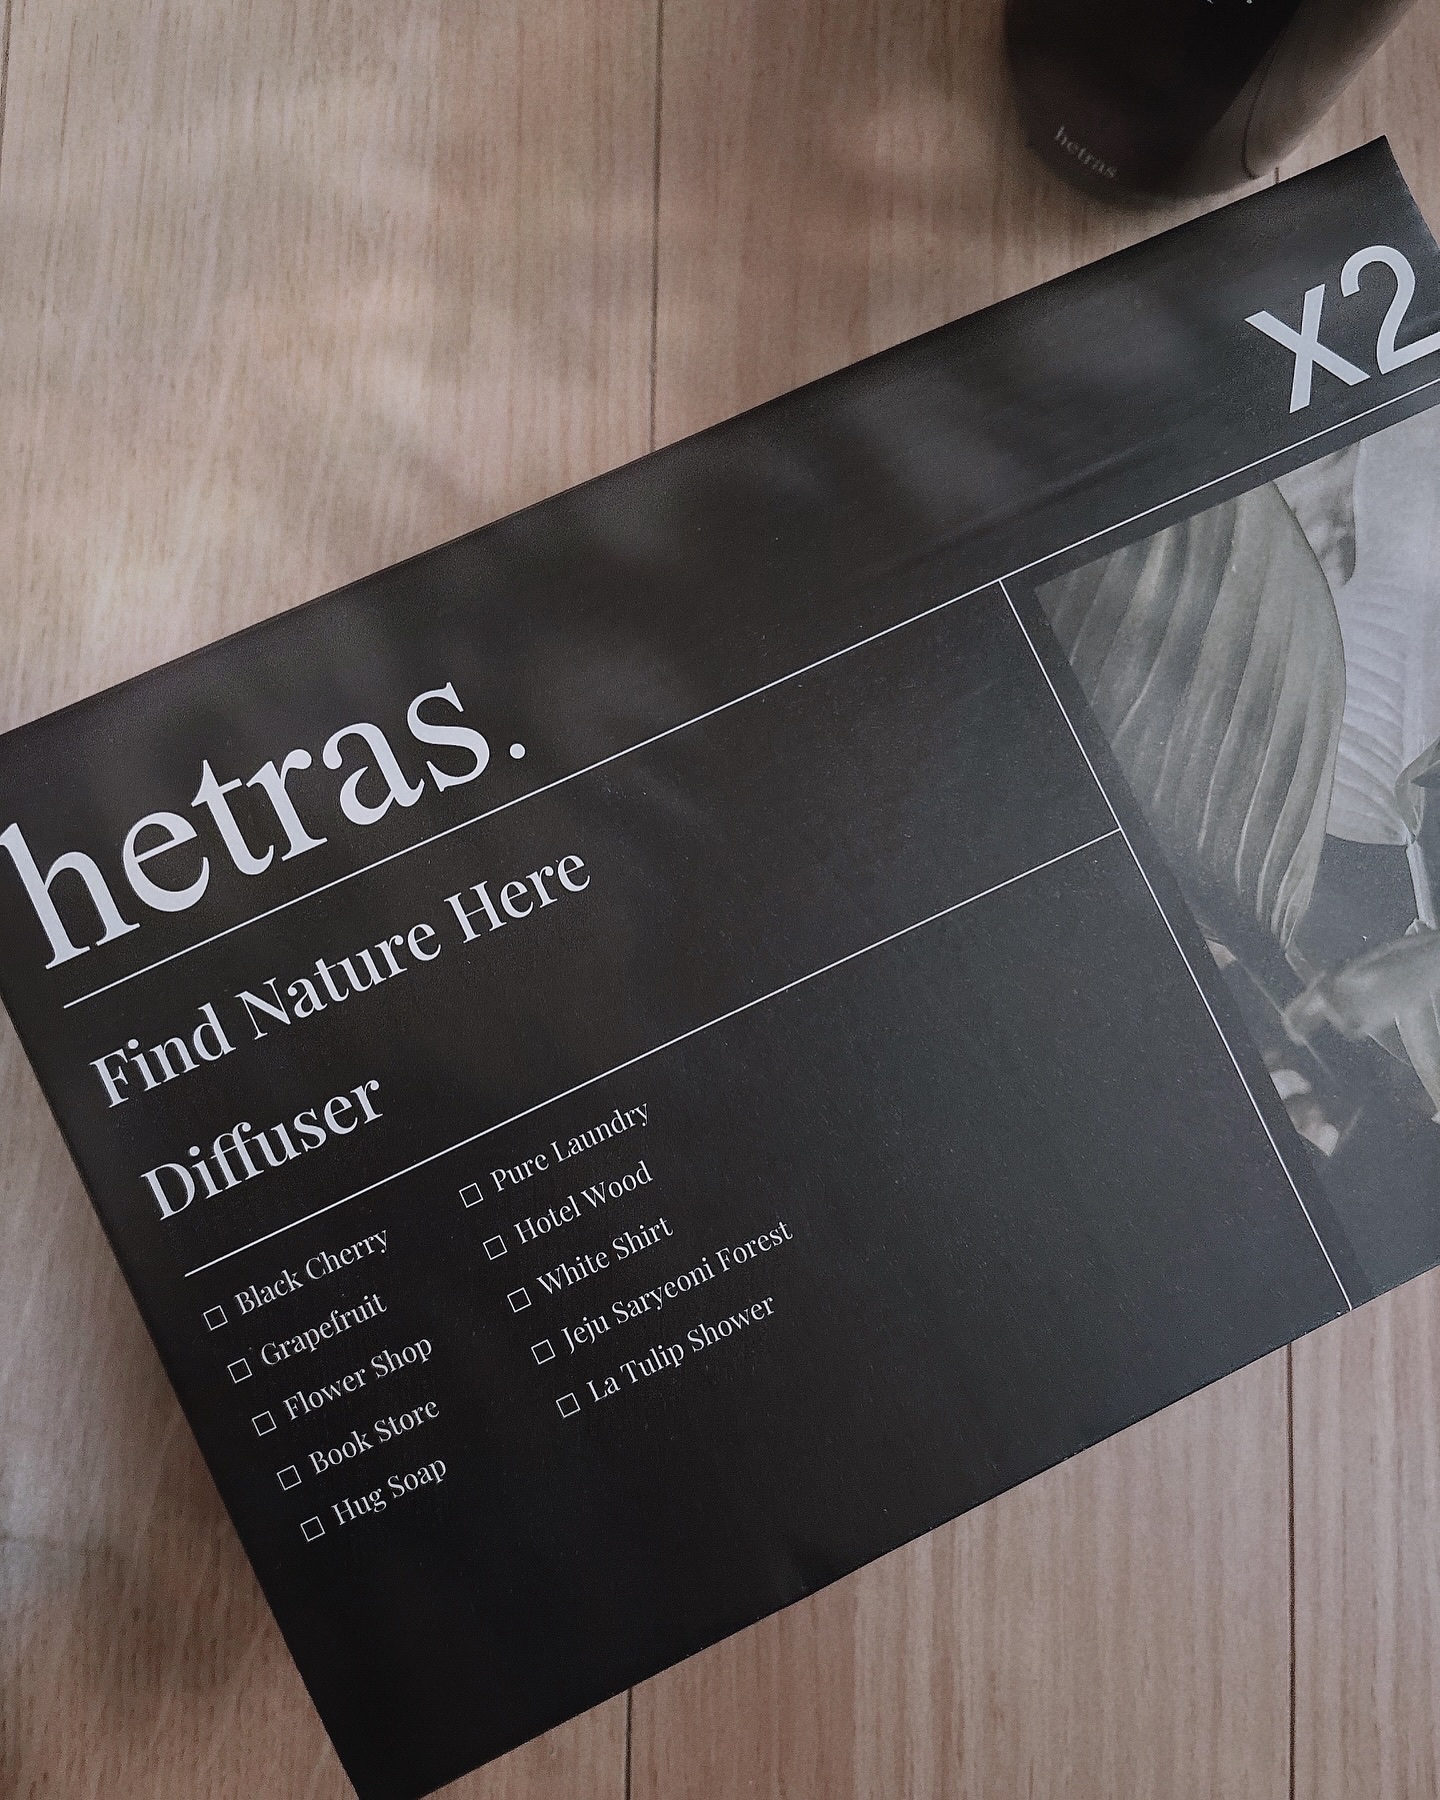 hetras
X2
hetras.
Find Nature Here
Diffuser
☐ Black Cherry
☐ Grapefruit
☐ Flower Shop
☐ Book Store
☐ Hug Soap
☐ Pure Laundry
☐ Hotel Wood
☐ White Shirt
☐ Jeju Saryeoni Forest
☐ La Tulip Shower